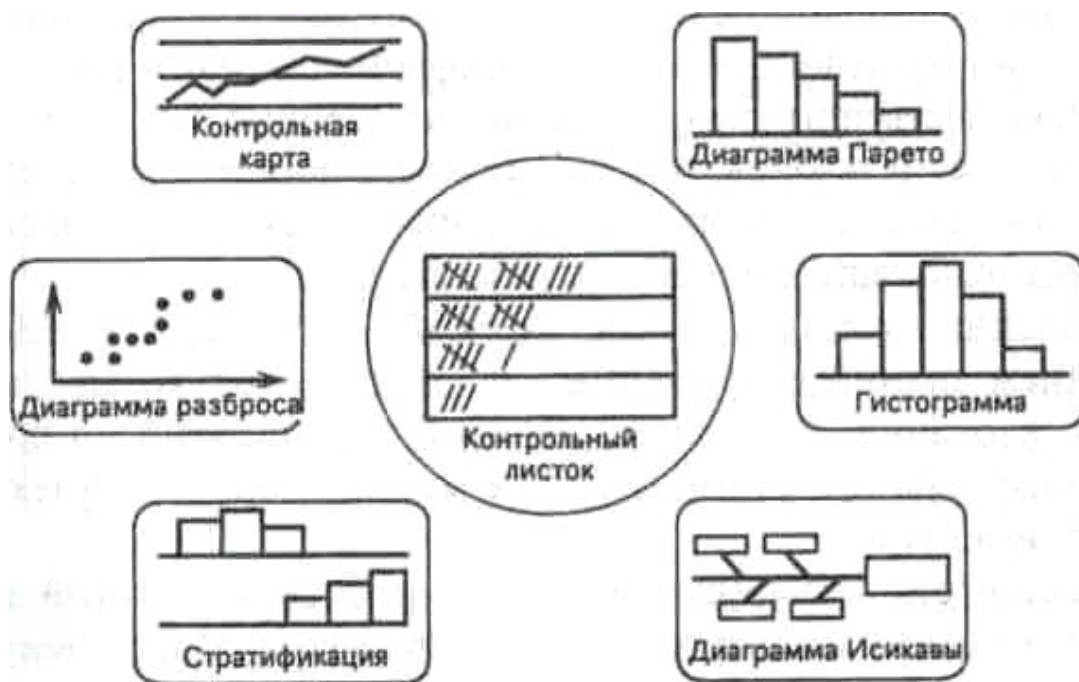 Контрольная
карта
Диаграмма Парето
Диаграмма разброса
Контрольный
листок
Гистограмма
Стратификация
Диаграмма Исикавы